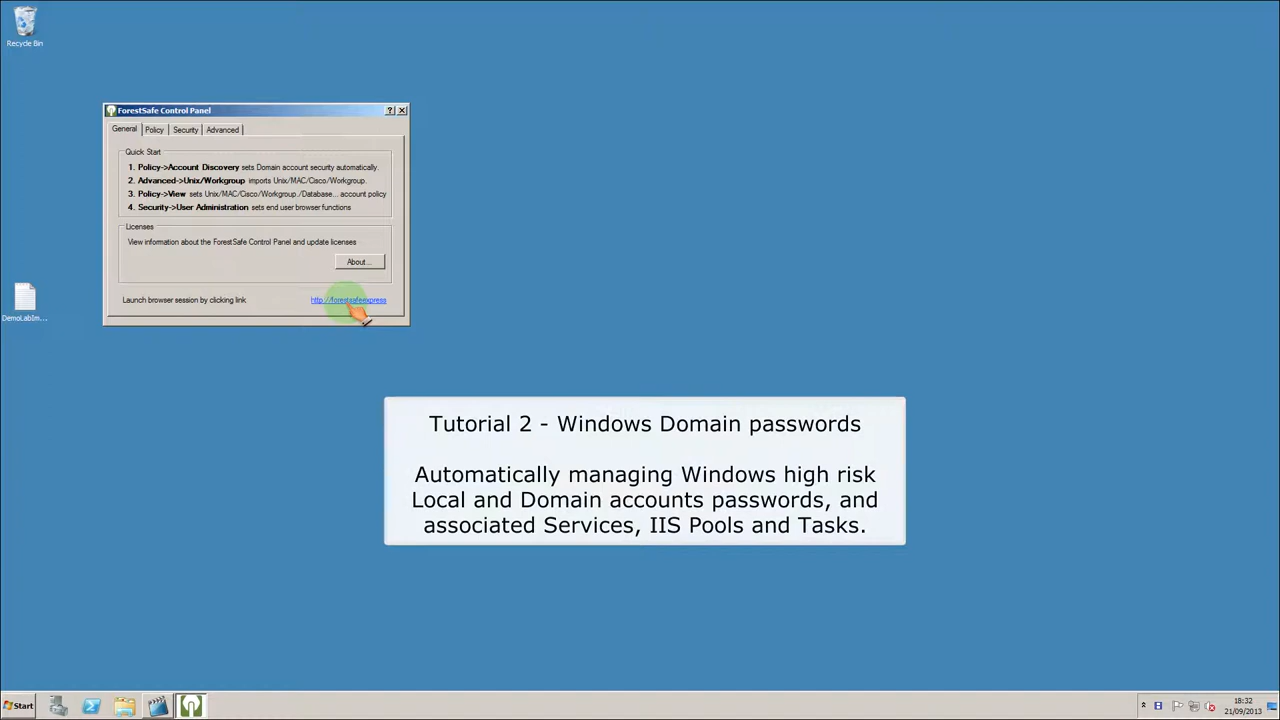 Recycle Bin
ForestSafe Control Panel
General Policy Security Advanced
Quick Start
1. Policy->Account Discovery sets Domain account security automatically.
2. Advanced->Unix/Workgroup imports Unix/MAC/Cisco/Workgroup.
3. Policy->View sets Unix/MAC/Cisco/Workgroup./Database... account policy
4. Security->User Administration sets end user browser functions
Licenses
View information about the ForestSafe Control Panel and update licenses
About...
Launch browser session by clicking link
http://forestsafeexpress
DemoLabIm...
Tutorial 2 - Windows Domain passwords
Automatically managing Windows high risk
Local and Domain accounts passwords, and
associated Services, IIS Pools and Tasks.
Start
18:32
21/09/2013